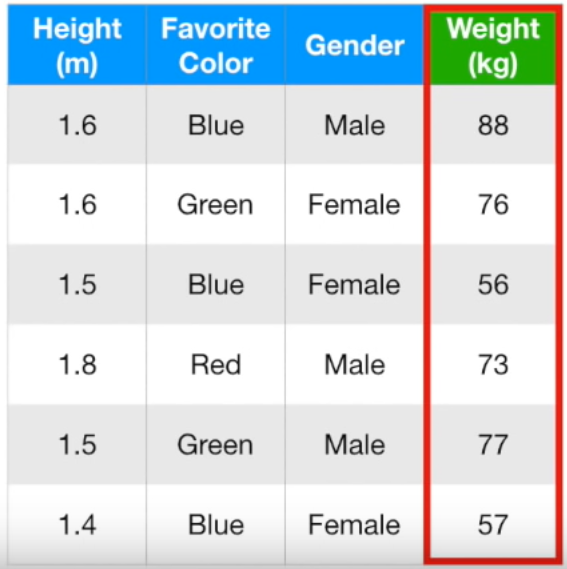 Height (m) Favorite Color Gender Weight (kg)
1.6 Blue Male 88
1.6 Green Female 76
1.5 Blue Female 56
1.8 Red Male 73
1.5 Green Male 77
1.4 Blue Female 57